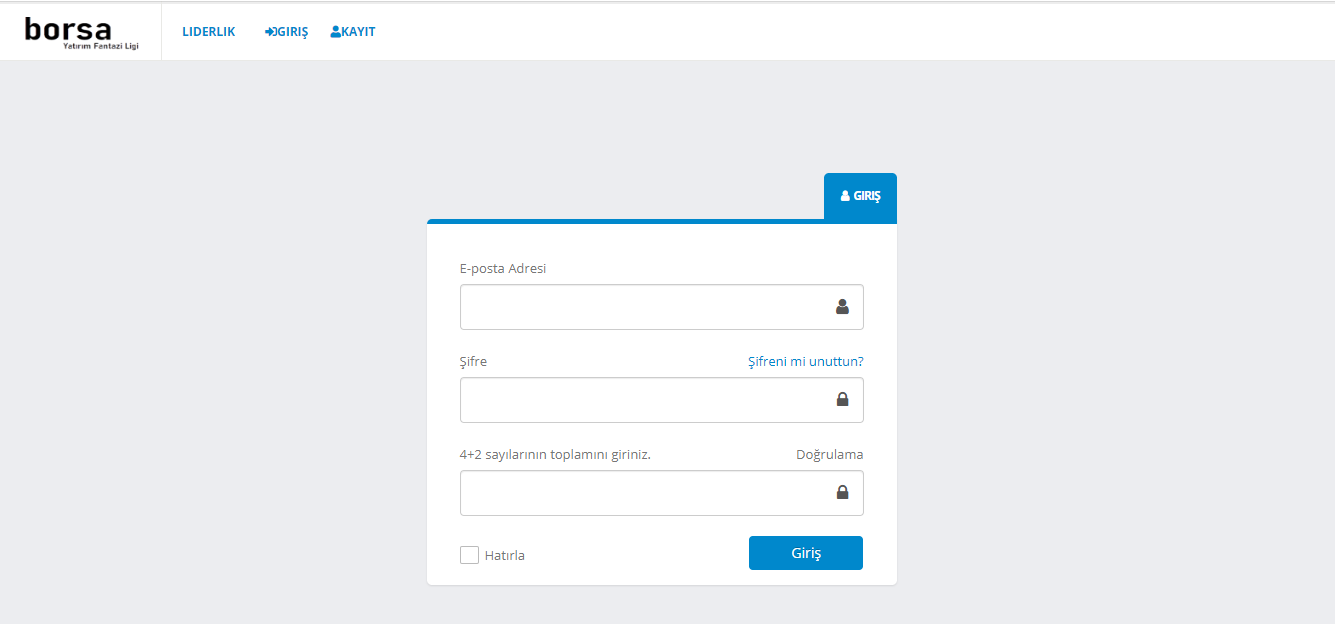 borsa
Yatırım Fantazi Ligi
LIDERLIK GIRIŞ KAYIT
GIRIŞ
E-posta Adresi
Şifre Şifreni mi unuttun?
4+2 sayılarının toplamını giriniz. Doğrulama
Hatırla Giriş